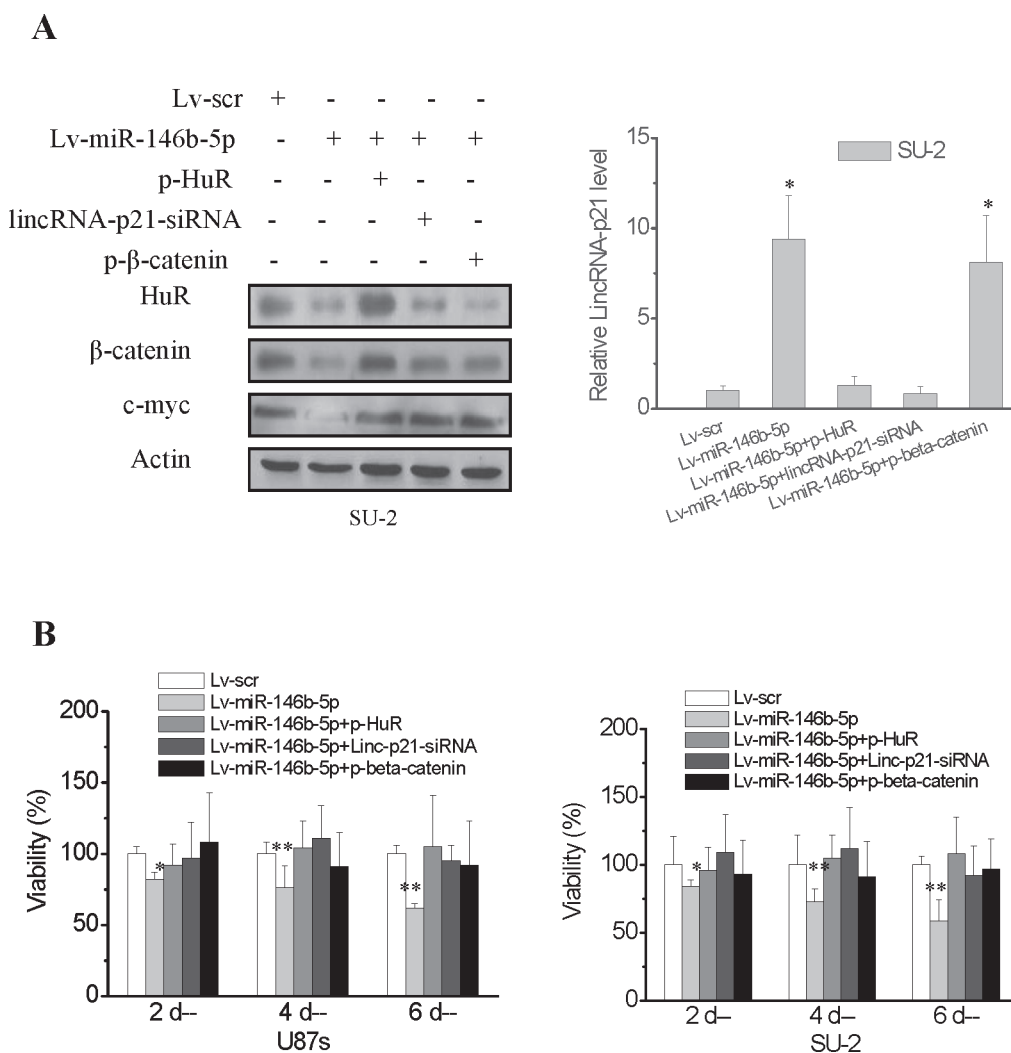 A
Lv-scr + - - - -
Lv-miR-146b-5p - + + + +
p-HuR - - + - -
lincRNA-p21-siRNA - - - + -
p-β-catenin - - - - +
HuR
β-catenin
c-myc
Actin
SU-2
Relative LincRNA-p21 level
15
10
5
0
SU-2
*
*
Lv-scr
Lv-miR-146b-5p
Lv-miR-146b-5p+p-HuR
Lv-miR-146b-5p+lincRNA-p21-siRNA
Lv-miR-146b-5p+p-beta-catenin
B
Lv-scr
Lv-miR-146b-5p
Lv-miR-146b-5p+p-HuR
Lv-miR-146b-5p+Linc-p21-siRNA
Lv-miR-146b-5p+p-beta-catenin
Viability (%)
200
150
100
50
0
*
**
**
2 d-- 4 d-- 6 d--
U87s
Lv-scr
Lv-miR-146b-5p
Lv-miR-146b-5p+p-HuR
Lv-miR-146b-5p+Linc-p21-siRNA
Lv-miR-146b-5p+p-beta-catenin
Viability (%)
200
150
100
50
0
*
**
**
2 d-- 4 d-- 6 d--
SU-2